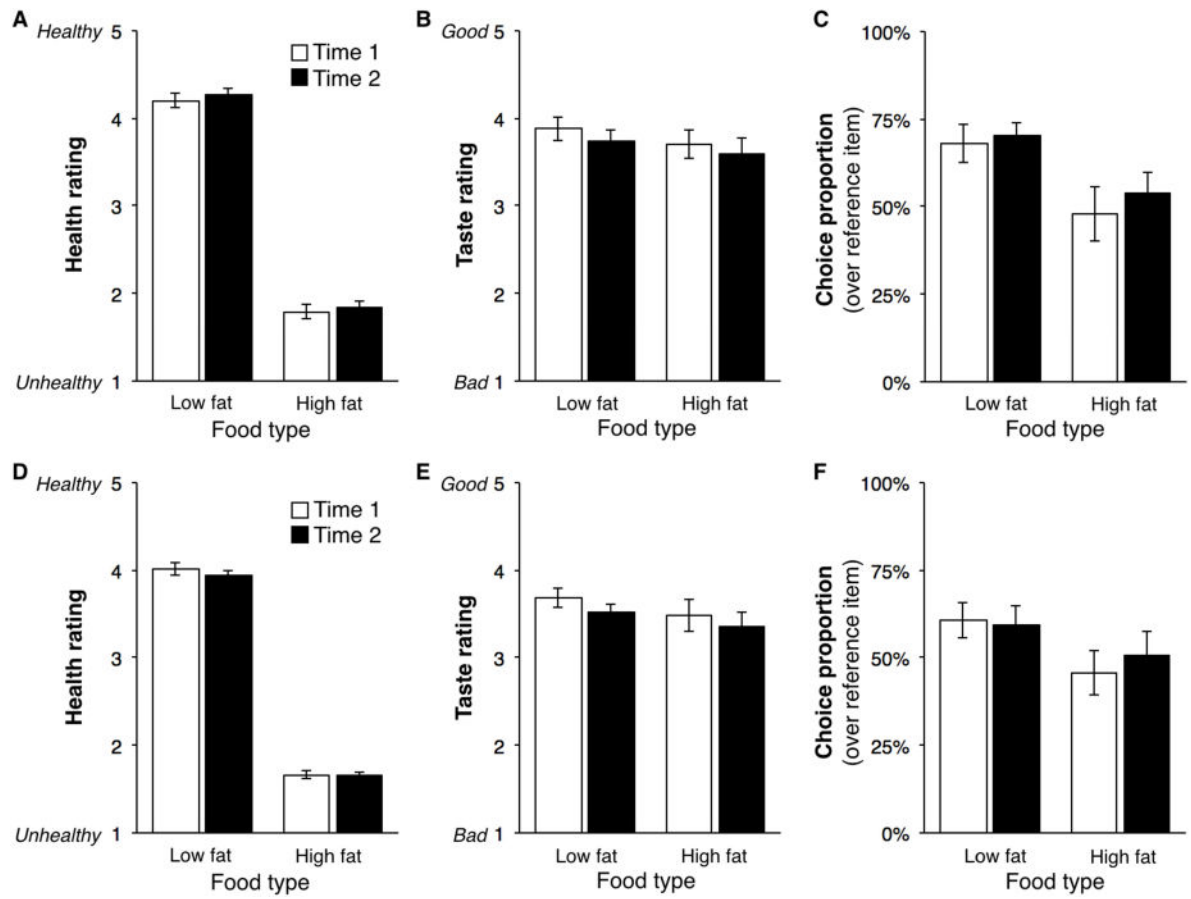 A
Healthy 5
4
3
2
Unhealthy 1
Health rating
Time 1
Time 2
Low fat
High fat
Food type
B
Good 5
4
3
2
Bad 1
Taste rating
Low fat
High fat
Food type
C
100%
75%
50%
25%
0%
Choice proportion
(over reference item)
Low fat
High fat
Food type
D
Healthy 5
4
3
2
Unhealthy 1
Health rating
Time 1
Time 2
Low fat
High fat
Food type
E
Good 5
4
3
2
Bad 1
Taste rating
Low fat
High fat
Food type
F
100%
75%
50%
25%
0%
Choice proportion
(over reference item)
Low fat
High fat
Food type